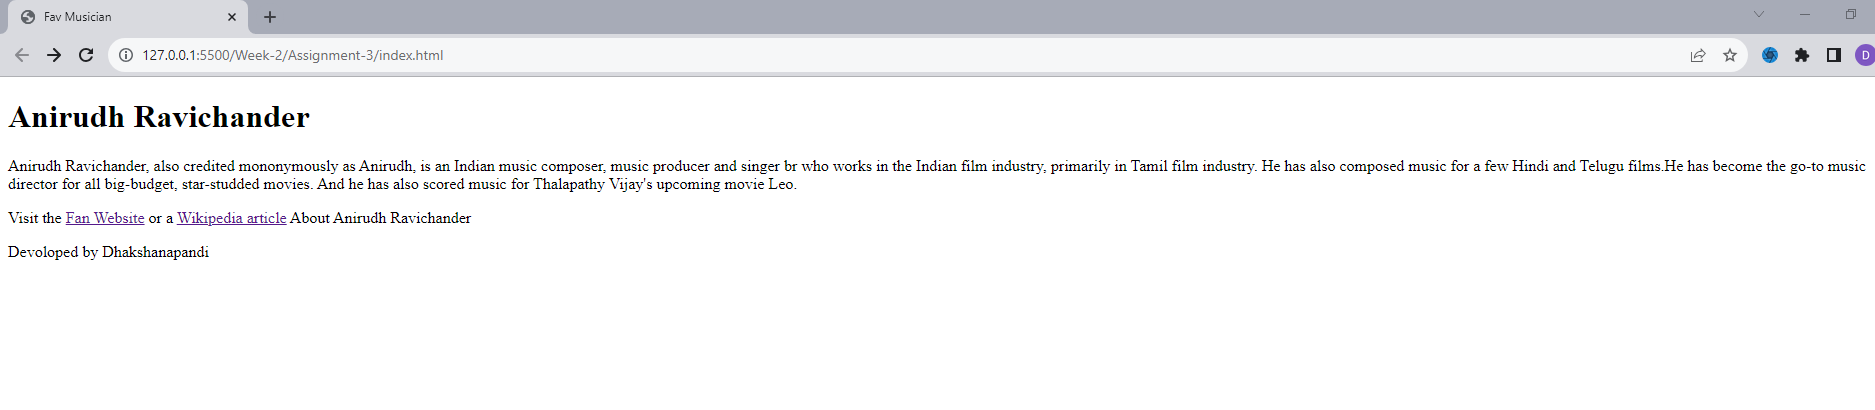 Fav Musician
127.0.0.1:5500/Week-2/Assignment-3/index.html
D
Anirudh Ravichander
Anirudh Ravichander, also credited mononymously as Anirudh, is an Indian music composer, music producer and singer br who works in the Indian film industry, primarily in Tamil film industry. He has also composed music for a few Hindi and Telugu films.He has become the go-to music
director for all big-budget, star-studded movies. And he has also scored music for Thalapathy Vijay's upcoming movie Leo.
Visit the Fan Website or a Wikipedia article About Anirudh Ravichander
Devoloped by Dhakshanapandi